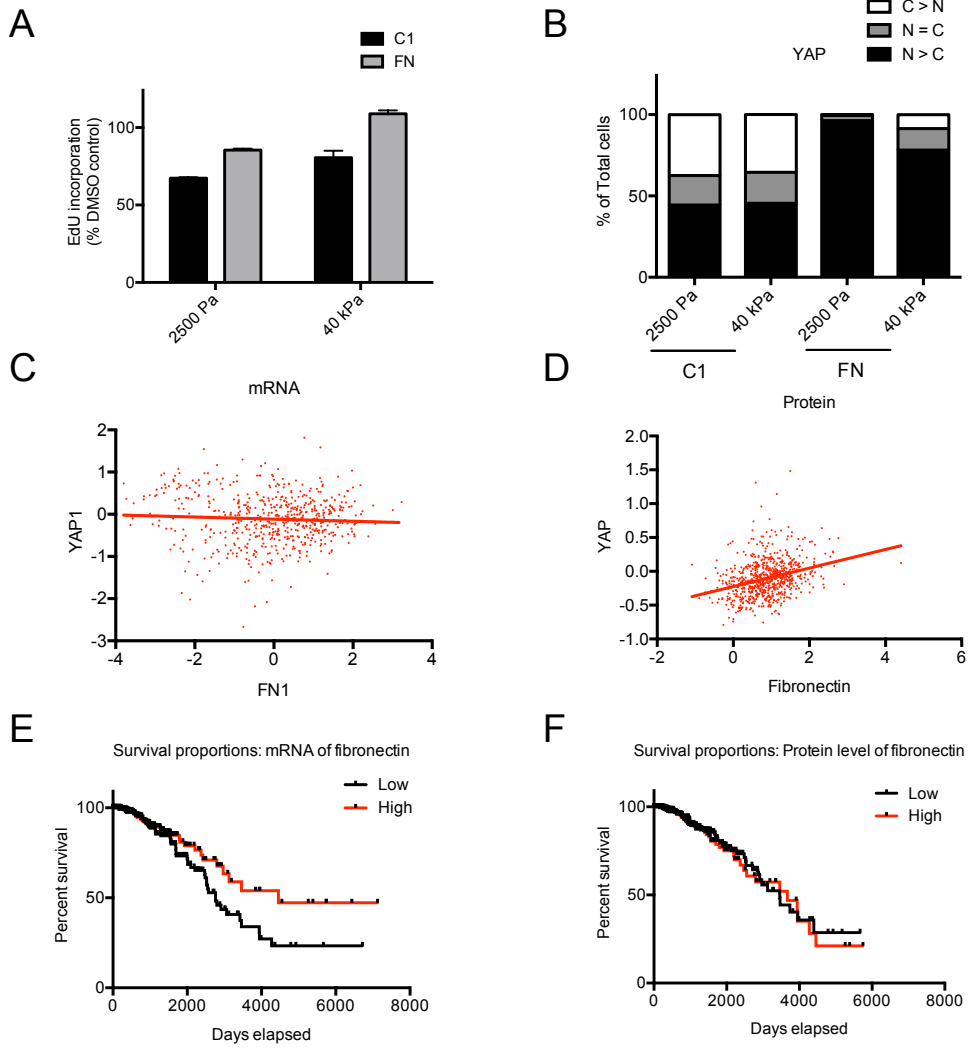 A
C1
FN
EdU incorporation
(% DMSO control)
100
50
0
2500 Pa
40 kPa
B
C > N
N = C
N > C
YAP
% of Total cells
100
50
0
2500 Pa
40 kPa
2500 Pa
40 kPa
C1
FN
C
mRNA
YAP1
2
1
0
-1
-2
-3
-4
-2
0
2
4
FN1
D
Protein
YAP
2.0
1.5
1.0
0.5
0.0
-0.5
-1.0
-2
0
2
4
6
Fibronectin
E
Survival proportions: mRNA of fibronectin
Low
High
Percent survival
100
50
0
0
2000
4000
6000
8000
Days elapsed
F
Survival proportions: Protein level of fibronectin
Low
High
Percent survival
100
50
0
0
2000
4000
6000
8000
Days elapsed